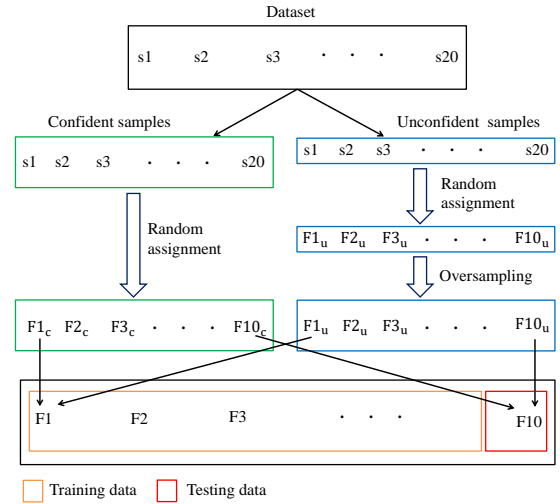 Dataset
s1 s2 s3 · · · s20
Confident samples
Unconfident samples
s1 s2 s3 · · · s20
s1 s2 s3 · · · s20
Random assignment
Random assignment
F1u F2u F3u · · · F10u
Oversampling
F1c F2c F3c · · · F10c
F1u F2u F3u · · · F10u
F1 F2 F3 · · · F10
Training data
Testing data